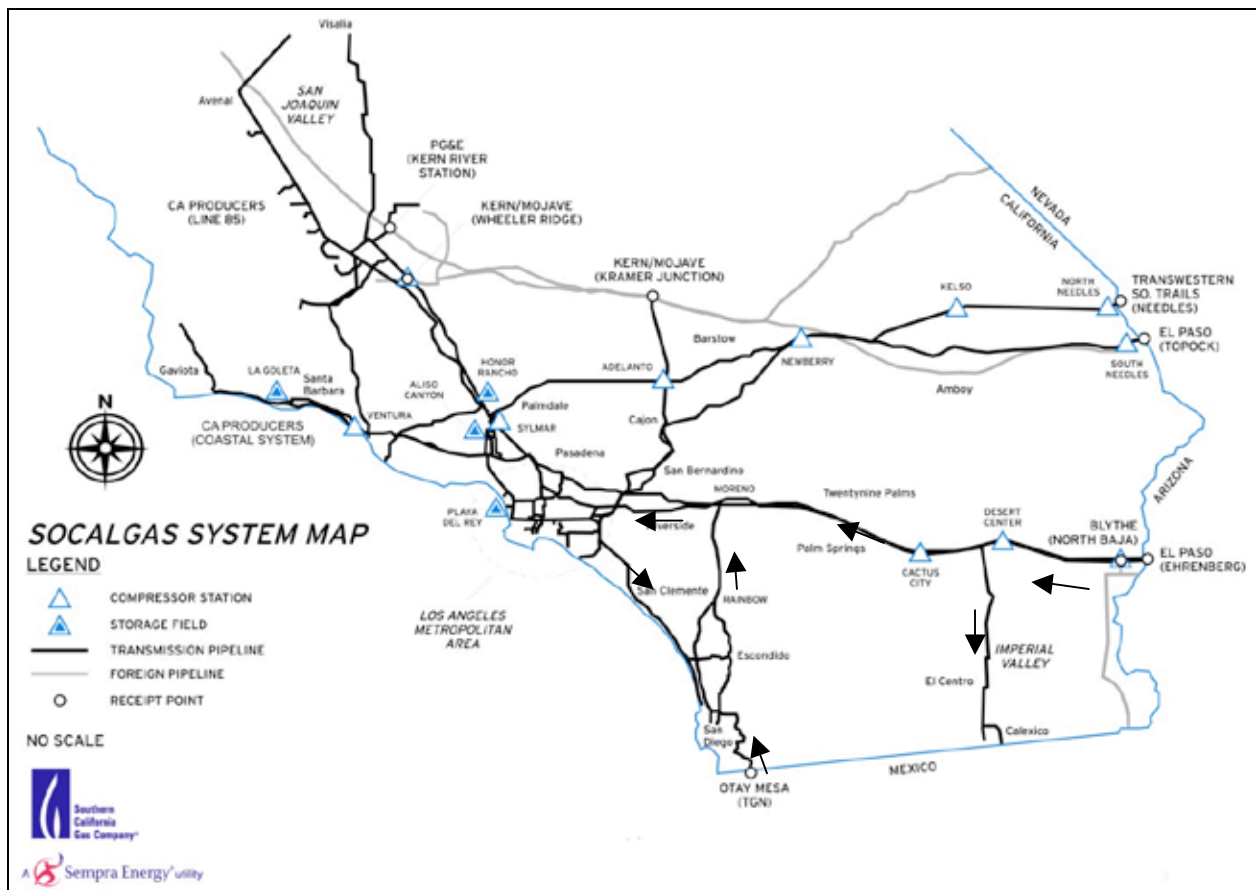 Visalia
Avenal
SAN
JOAQUIN
VALLEY
PG&E
(KERN RIVER
STATION)
CA PRODUCERS
(LINE 85)
KERN/MOJAVE
(WHEELER RIDGE)
KERN/MOJAVE
(KRAMER JUNCTION)
NEVADA
CALIFORNIA
KELSO
NORTH
NEEDLES
TRANSWESTERN
SO. TRAILS
(NEEDLES)
EL PASO
(TOPOCK)
SOUTH
NEEDLES
Barstow
NEWBERRY
Amboy
Gaviota
LA GOLETA
Santa
Barbara
ALISO
CANYON
HONOR
RANCHO
ADELANTO
Palmdale
Cajon
VENTURA
SYLMAR
CA PRODUCERS
(COASTAL SYSTEM)
N
Pasadena
San Bernardino
MORENO
Twentynine Palms
ARIZONA
PLAYA
DEL REY
Riverside
Palm Springs
DESERT
CENTER
BLYTHE
(NORTH BAJA)
EL PASO
(EHRENBERG)
CACTUS
CITY
San Clemente
RAINBOW
LOS ANGELES
METROPOLITAN
AREA
Escondido
IMPERIAL
VALLEY
El Centro
San
Diego
Calexico
MEXICO
OTAY MESA
(TGN)
SOCALGAS SYSTEM MAP
LEGEND
COMPRESSOR STATION
STORAGE FIELD
TRANSMISSION PIPELINE
FOREIGN PIPELINE
RECEIPT POINT
NO SCALE
Southern
California
Gas Company®
A Sempra Energy® utility